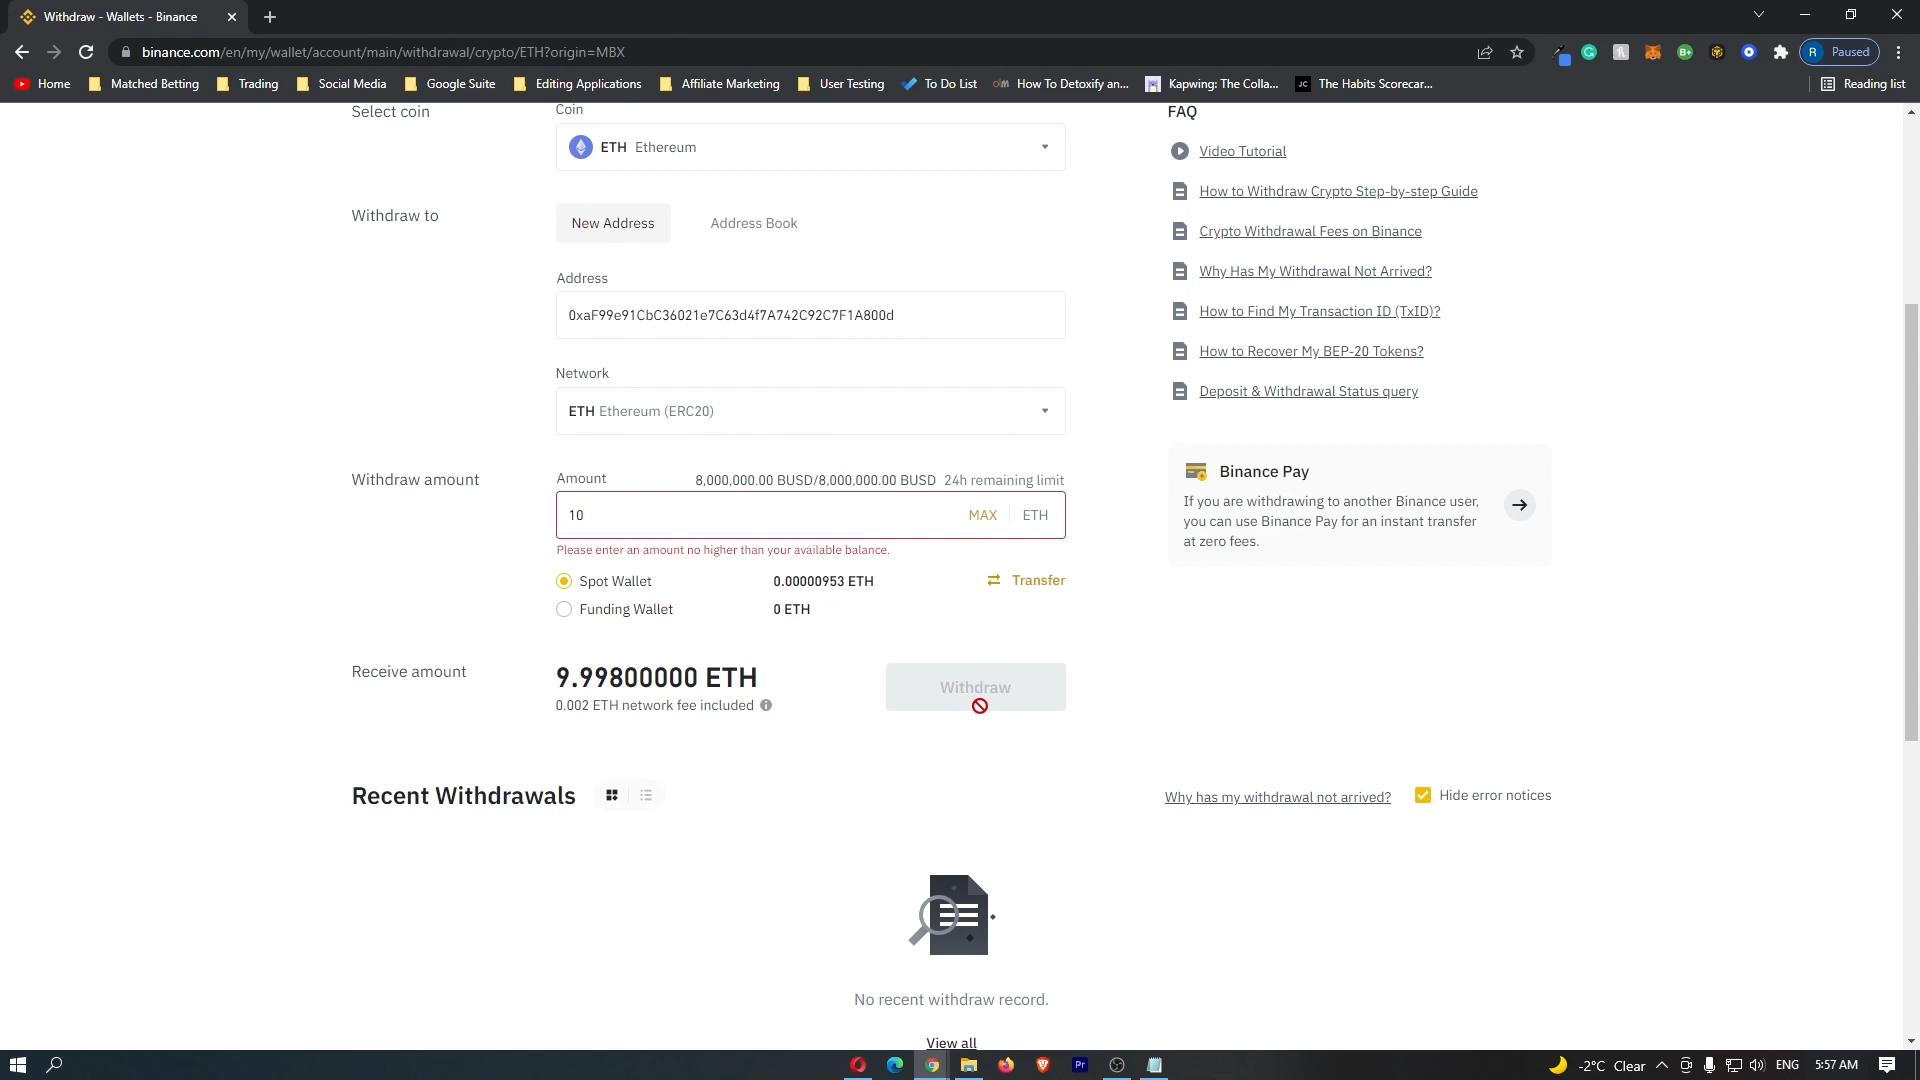 Withdraw - Wallets - Binance
binance.com/en/my/wallet/account/main/withdrawal/crypto/ETH?origin=MBX
R Paused
Home Matched Betting Trading Social Media Google Suite Editing Applications Affiliate Marketing User Testing To Do List How To Detoxify an... Kapwing: The Colla... JC The Habits Scorecar... Reading list
Select coin
Coin
ETH Ethereum
Withdraw to
New Address Address Book
Address
0xaF99e91CbC36021e7C63d4f7A742C92C7F1A800d
Network
ETH Ethereum (ERC20)
Withdraw amount
Amount 8,000,000.00 BUSD/8,000,000.00 BUSD 24h remaining limit
10 MAX ETH
Please enter an amount no higher than your available balance.
Spot Wallet 0.00000953 ETH Transfer
Funding Wallet 0 ETH
Receive amount
9.99800000 ETH
0.002 ETH network fee included
Withdraw
FAQ
Video Tutorial
How to Withdraw Crypto Step-by-step Guide
Crypto Withdrawal Fees on Binance
Why Has My Withdrawal Not Arrived?
How to Find My Transaction ID (TxID)?
How to Recover My BEP-20 Tokens?
Deposit & Withdrawal Status query
Binance Pay
If you are withdrawing to another Binance user,
you can use Binance Pay for an instant transfer
at zero fees.
Recent Withdrawals
Why has my withdrawal not arrived? Hide error notices
No recent withdraw record.
View all
Pr
-2°C Clear ENG 5:57 AM